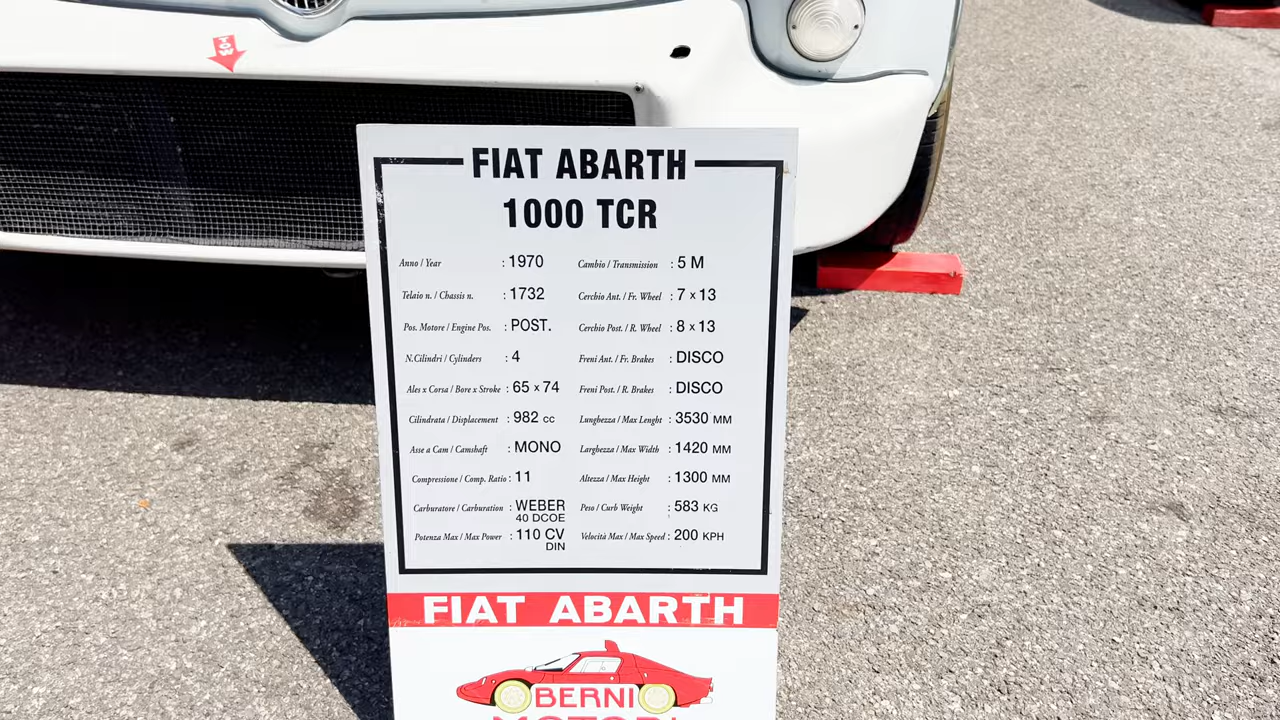 TOW
FIAT ABARTH
1000 TCR
Anno / Year : 1970
Telaio n. / Chassis n. : 1732
Pos. Motore / Engine Pos. : POST.
N.Cilindri / Cylinders : 4
Ales x Corsa / Bore x Stroke : 65 x 74
Cilindrata / Displacement : 982 cc
Asse a Cam / Camshaft : MONO
Compressione / Comp. Ratio : 11
Carburatore / Carburation : WEBER
40 DCOE
Potenza Max / Max Power : 110 CV
DIN
Cambio / Transmission : 5 M
Cerchio Ant. / Fr. Wheel : 7 x 13
Cerchio Post. / R. Wheel : 8 x 13
Freni Ant. / Fr. Brakes : DISCO
Freni Post. / R. Brakes : DISCO
Lunghezza / Max Lenght : 3530 MM
Larghezza / Max Width : 1420 MM
Altezza / Max Height : 1300 MM
Peso / Curb Weight : 583 KG
Velocità Max / Max Speed : 200 KPH
FIAT ABARTH
BERNI
MOTORI